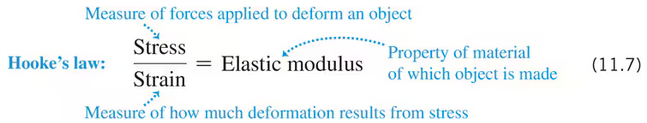 Measure of forces applied to deform an object
Hooke's law: Stress / Strain = Elastic modulus (11.7)
Property of material
of which object is made
Measure of how much deformation results from stress